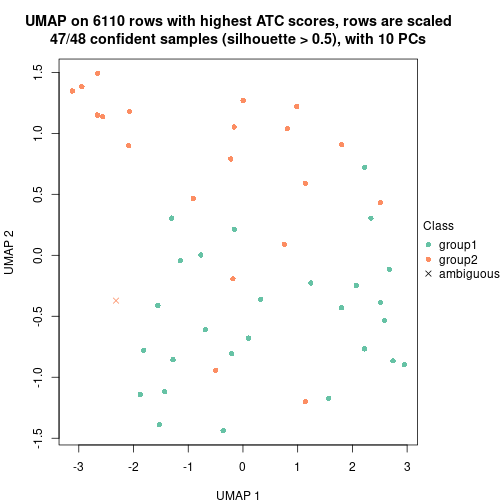 UMAP on 6110 rows with highest ATC scores, rows are scaled
47/48 confident samples (silhouette > 0.5), with 10 PCs
1.5
1.0
0.5
0.0
-0.5
-1.0
-1.5
UMAP 2
-3
-2
-1
0
1
2
3
UMAP 1
Class
group1
group2
ambiguous